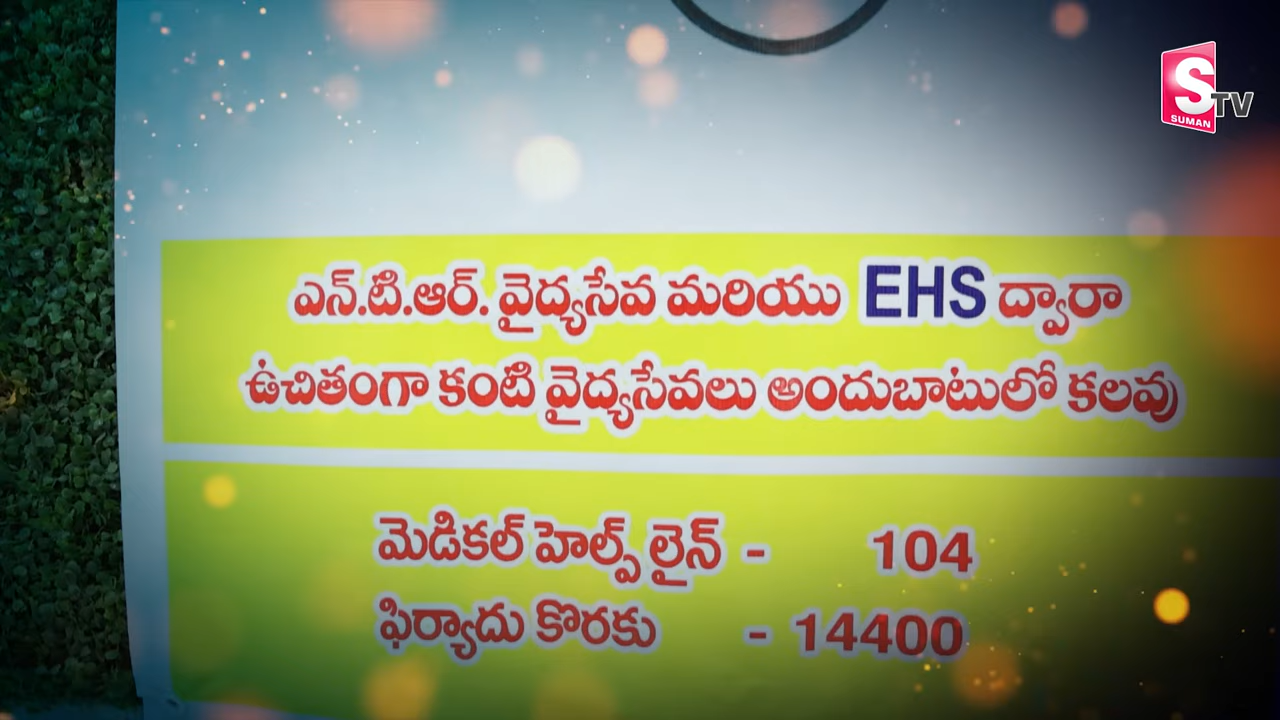 S TV
SUMAN
ఎన్.టి.ఆర్. వైద్యసేవ మరియు EHS ద్వారా
ఉచితంగా కంటి వైద్యసేవలు అందుబాటులో కలవు
మెడికల్ హెల్ప్ లైన్ - 104
ఫిర్యాదు కొరకు - 14400